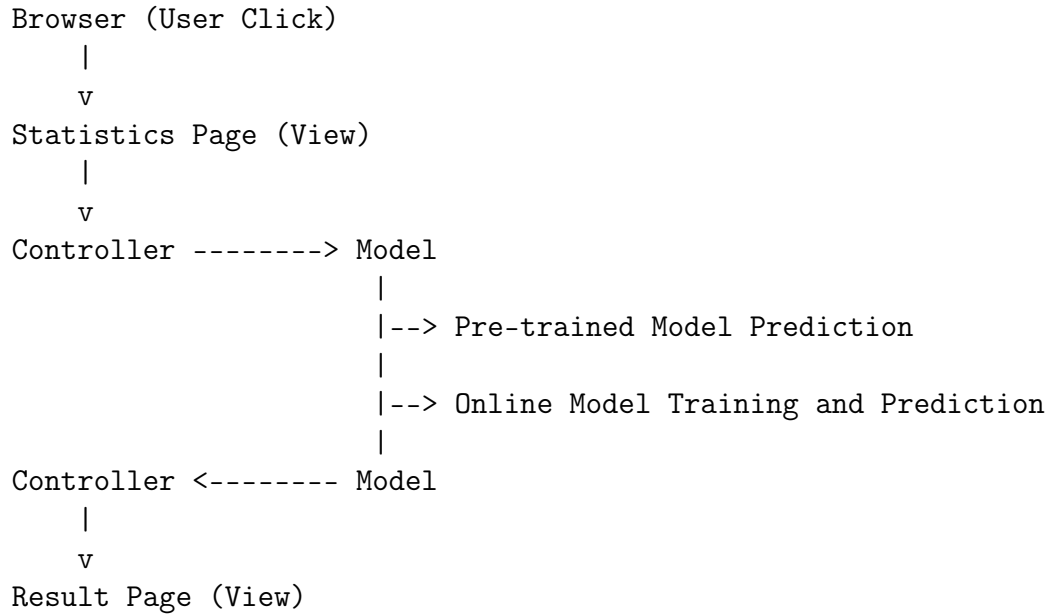 Browser (User Click)
|
v
Statistics Page (View)
|
v
Controller --------> Model
|
|--> Pre-trained Model Prediction
|
|--> Online Model Training and Prediction
|
Controller <-------- Model
|
v
Result Page (View)